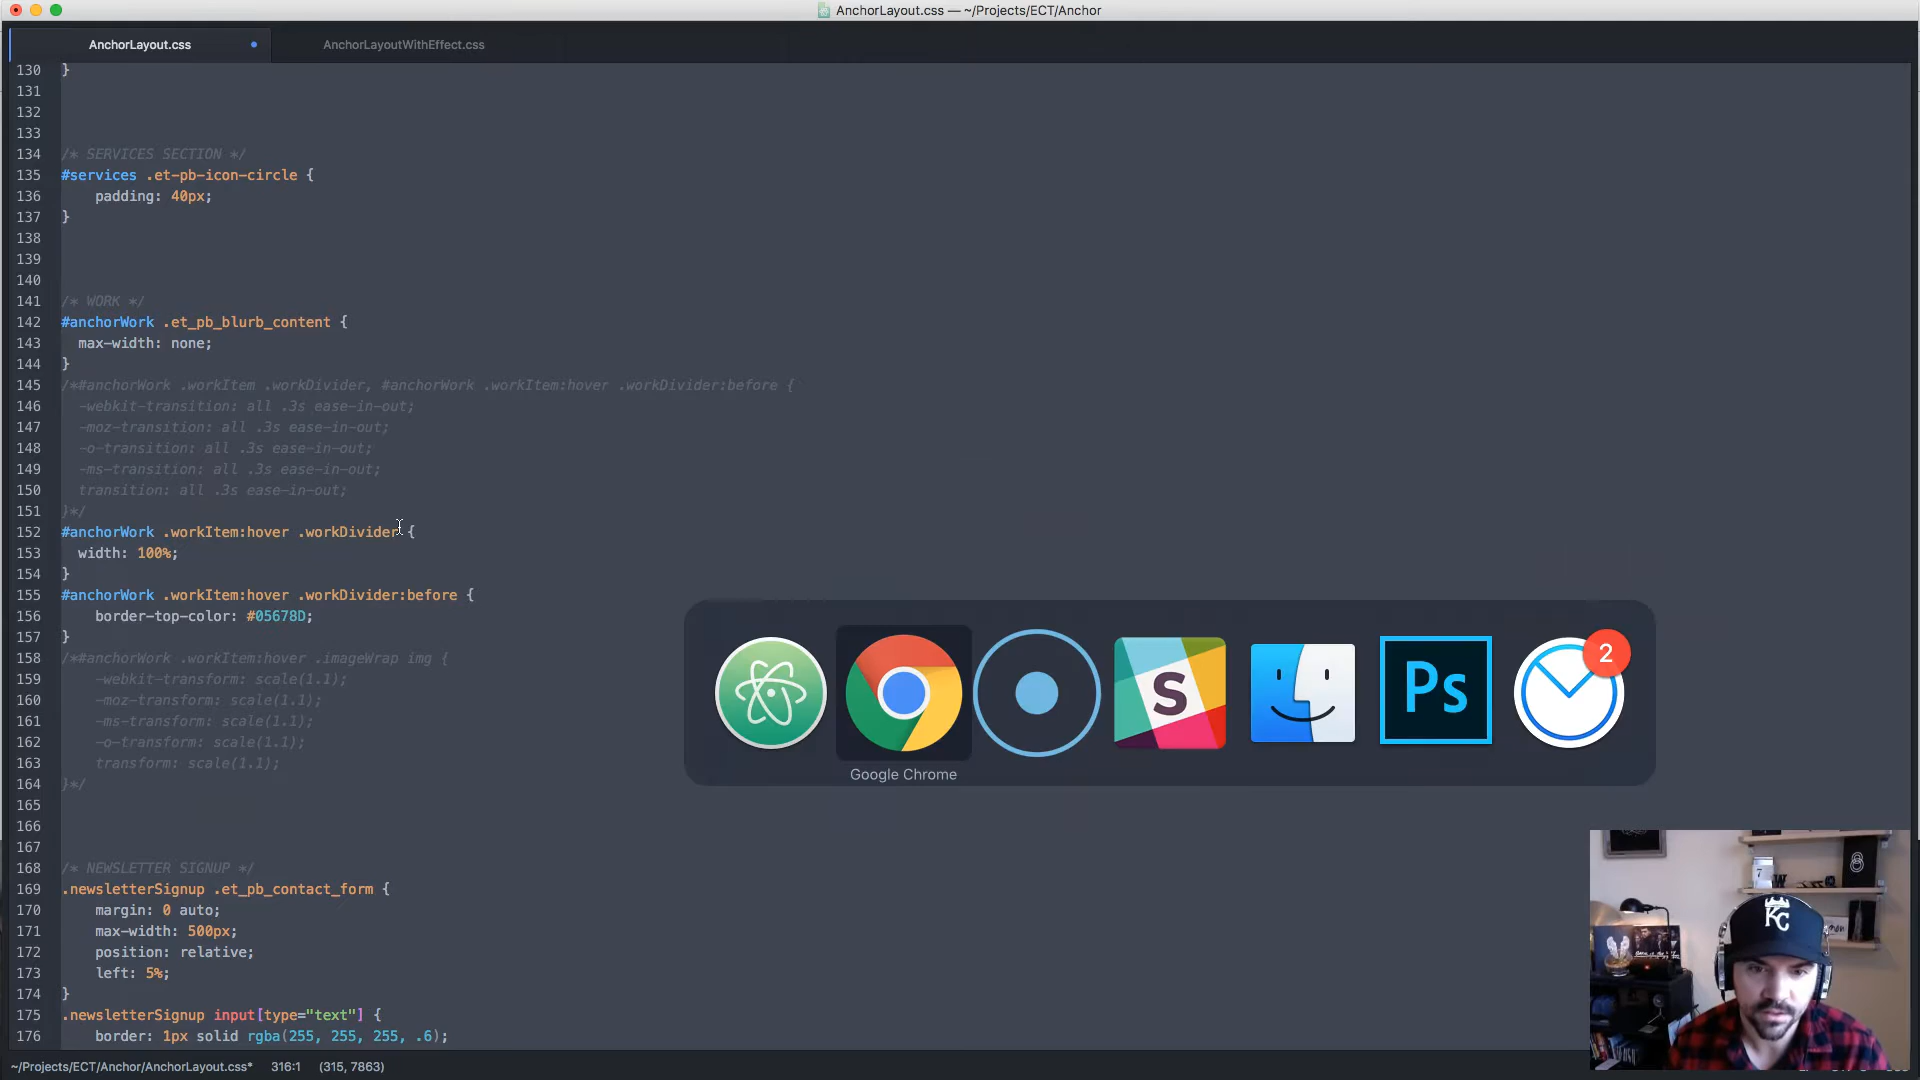 AnchorLayout.css — ~/Projects/ECT/Anchor
AnchorLayout.css
AnchorLayoutWithEffect.css
130 }
131
132
133
134 /* SERVICES SECTION */
135 #services .et-pb-icon-circle {
136 padding: 40px;
137 }
138
139
140
141 /* WORK */
142 #anchorWork .et_pb_blurb_content {
143 max-width: none;
144 }
145 /*#anchorWork .workItem .workDivider, #anchorWork .workItem:hover .workDivider:before {
146 -webkit-transition: all .3s ease-in-out;
147 -moz-transition: all .3s ease-in-out;
148 -o-transition: all .3s ease-in-out;
149 -ms-transition: all .3s ease-in-out;
150 transition: all .3s ease-in-out;
151 }*/
152 #anchorWork .workItem:hover .workDivider {
153 width: 100%;
154 }
155 #anchorWork .workItem:hover .workDivider:before {
156 border-top-color: #05678D;
157 }
158 /*#anchorWork .workItem:hover .imageWrap img {
159 -webkit-transform: scale(1.1);
160 -moz-transform: scale(1.1);
161 -ms-transform: scale(1.1);
162 -o-transform: scale(1.1);
163 transform: scale(1.1);
164 }*/
165
166
167
168 /* NEWSLETTER SIGNUP */
169 .newsletterSignup .et_pb_contact_form {
170 margin: 0 auto;
171 max-width: 500px;
172 position: relative;
173 left: 5%;
174 }
175 .newsletterSignup input[type="text"] {
176 border: 1px solid rgba(255, 255, 255, .6);
S
Ps
2
Google Chrome
KC
~/Projects/ECT/Anchor/AnchorLayout.css* 316:1 (315, 7863)